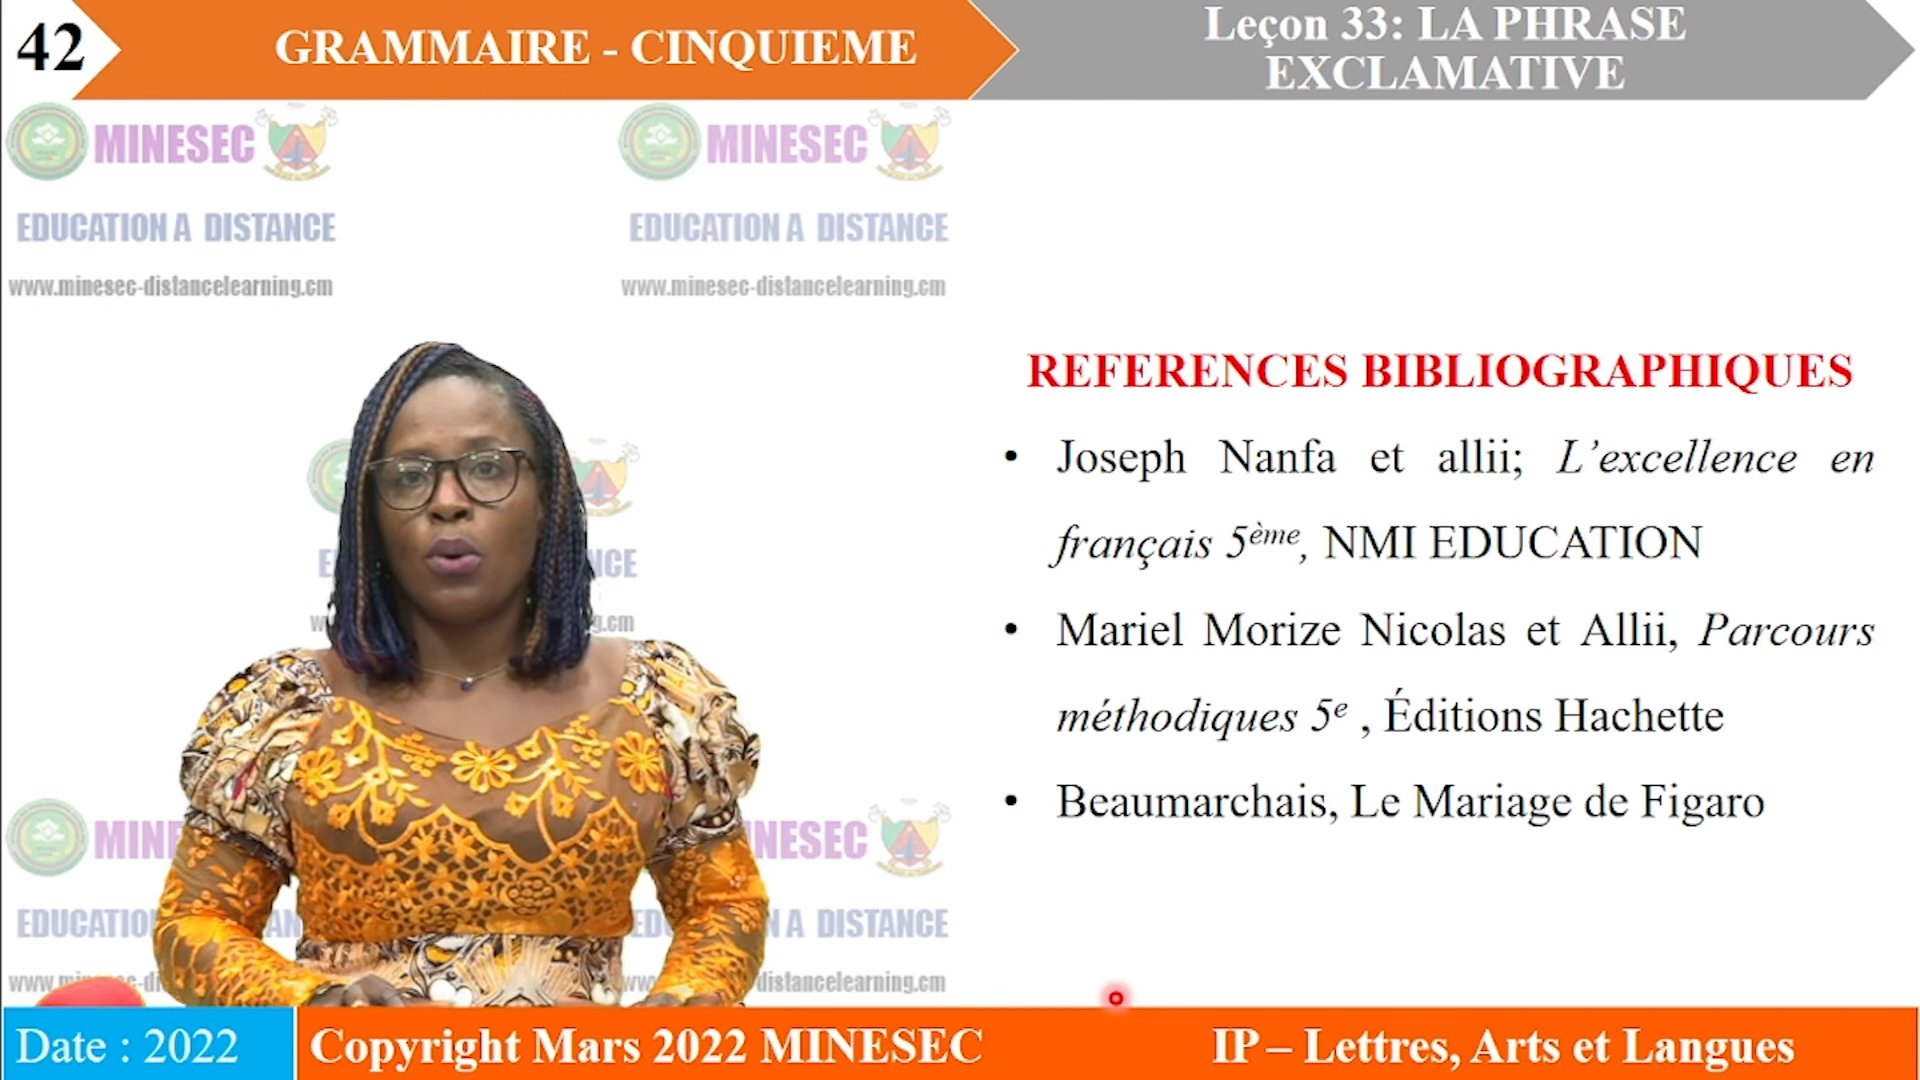 42
GRAMMAIRE - CINQUIEME
Leçon 33: LA PHRASE
EXCLAMATIVE
MINESEC
MINESEC
EDUCATION A DISTANCE
EDUCATION A DISTANCE
www.minesec-distancelearning.cm
www.minesec-distancelearning.cm
REFERENCES BIBLIOGRAPHIQUES
• Joseph Nanfa et allii; L’excellence en
français 5ème, NMI EDUCATION
• Mariel Morize Nicolas et Allii, Parcours
méthodiques 5e , Éditions Hachette
• Beaumarchais, Le Mariage de Figaro
Date : 2022
Copyright Mars 2022 MINESEC
IP – Lettres, Arts et Langues